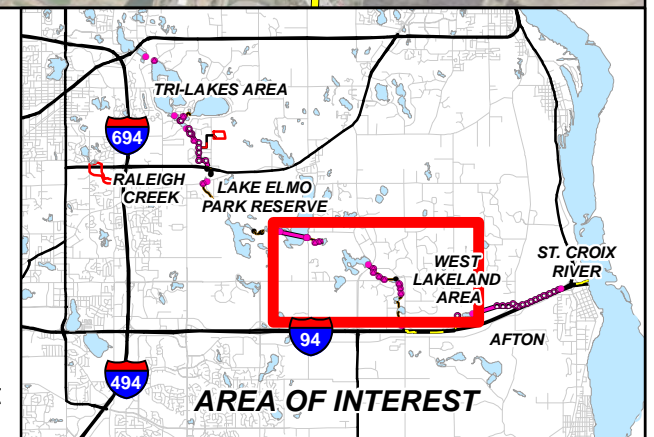 TRI-LAKES AREA
694
RALEIGH
CREEK
LAKE ELMO
PARK RESERVE
WEST
LAKELAND
AREA
ST. CROIX
RIVER
94
AFTON
494
AREA OF INTEREST